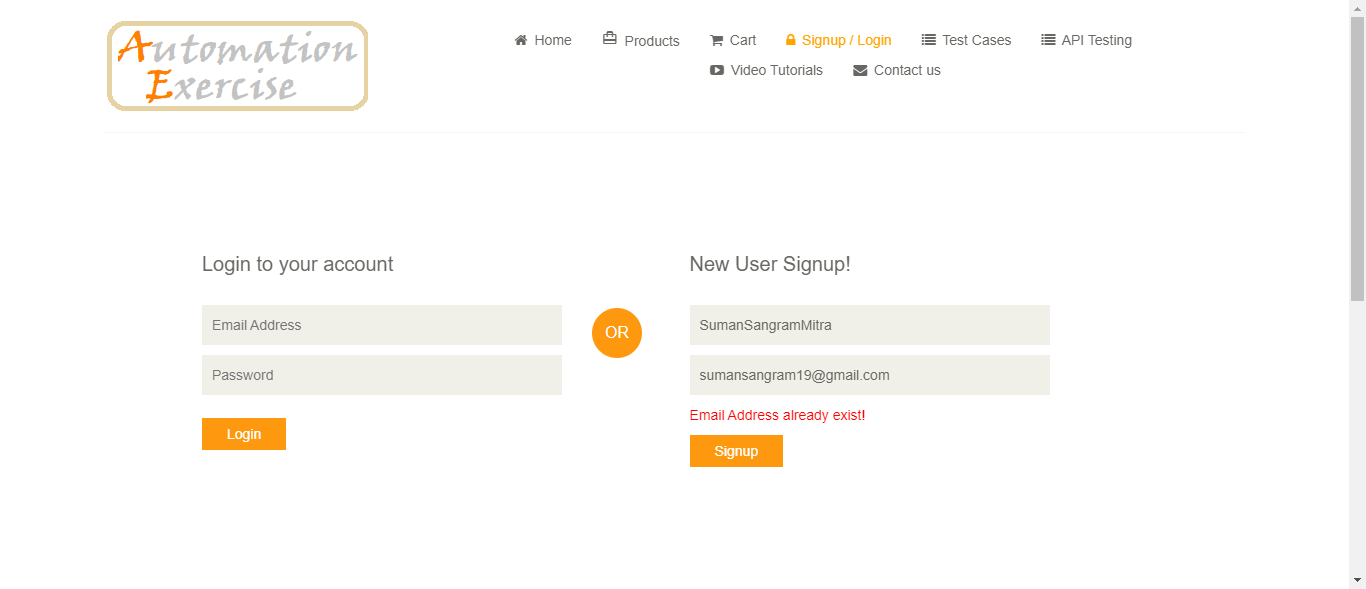 Automation
Exercise
Home Products Cart Signup / Login Test Cases API Testing
Video Tutorials Contact us
Login to your account
Email Address
Password
Login
OR
New User Signup!
SumanSangramMitra
sumansangram19@gmail.com
Email Address already exist!
Signup